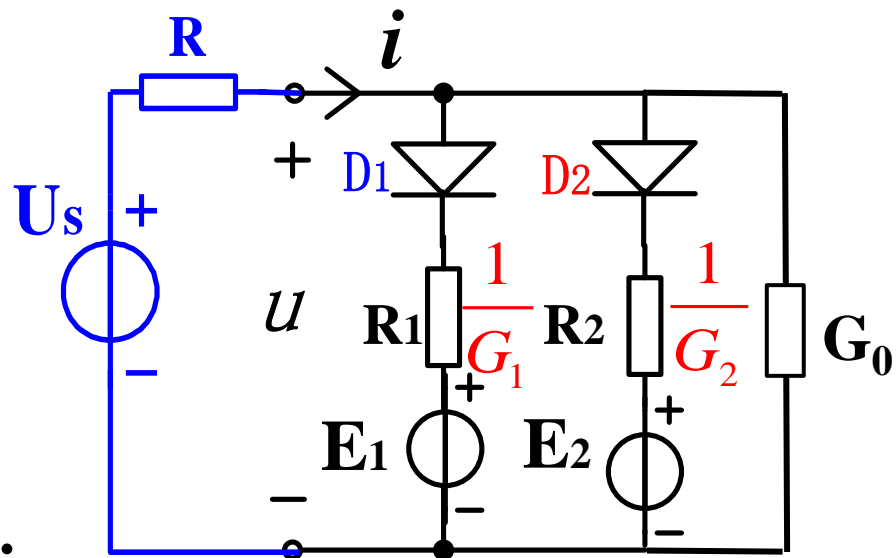 R
i
+
D1
D2
Us
+
u
R1
1
G1
R2
1
G2
G0
−
+
E1
+
E2
−
−
−